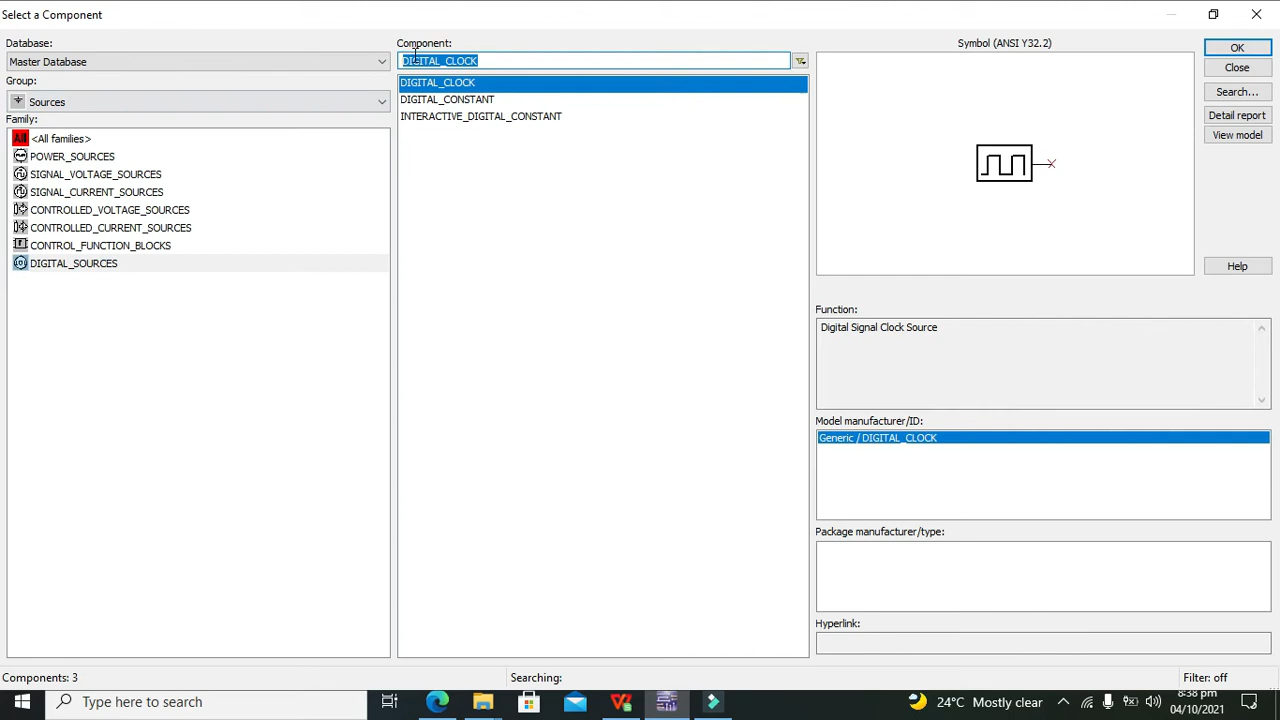 Select a Component
Database:
Master Database
Group:
Sources
Family:
All <All families>
POWER_SOURCES
SIGNAL_VOLTAGE_SOURCES
SIGNAL_CURRENT_SOURCES
CONTROLLED_VOLTAGE_SOURCES
CONTROLLED_CURRENT_SOURCES
CONTROL_FUNCTION_BLOCKS
DIGITAL_SOURCES
Component:
DIGITAL_CLOCK
DIGITAL_CLOCK
DIGITAL_CONSTANT
INTERACTIVE_DIGITAL_CONSTANT
Symbol (ANSI Y32.2)
OK
Close
Search...
Detail report
View model
Help
Function:
Digital Signal Clock Source
Model manufacturer/ID:
Generic / DIGITAL_CLOCK
Package manufacturer/type:
Hyperlink:
Components: 3
Searching:
Filter: off
Type here to search
24°C Mostly clear
8:38 pm
04/10/2021